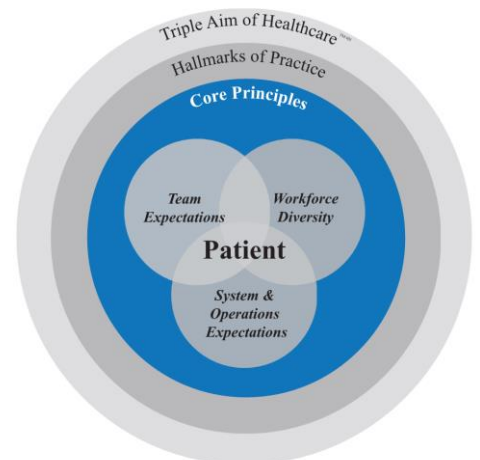 Triple Aim of Healthcare
Hallmarks of Practice
Core Principles
Team
Expectations
Workforce
Diversity
Patient
System &
Operations
Expectations